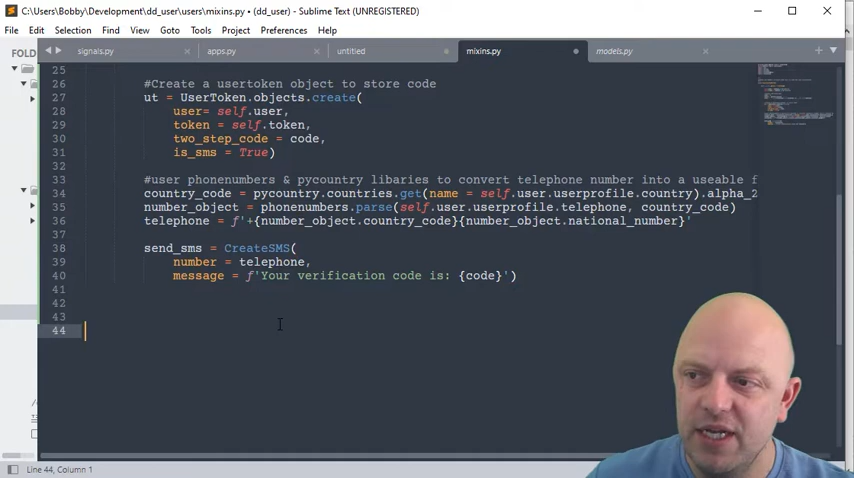 C:\Users\Bobby\Development\dd_user\users\mixins.py • (dd_user) - Sublime Text (UNREGISTERED)
File Edit Selection Find View Goto Tools Project Preferences Help
FOLD
signals.py
apps.py
untitled
mixins.py
models.py
25
26 #Create a usertoken object to store code
27 ut = UserToken.objects.create(
28 user= self.user,
29 token = self.token,
30 two_step_code = code,
31 is_sms = True)
32
33 #user phonenumbers & pycountry libaries to convert telephone number into a useable f
34 country_code = pycountry.countries.get(name = self.user.userprofile.country).alpha_2
35 number_object = phonenumbers.parse(self.user.userprofile.telephone, country_code)
36 telephone = f'+{number_object.country_code}{number_object.national_number}'
37
38 send_sms = CreateSMS(
39 number = telephone,
40 message = f'Your verification code is: {code}')
41
42
43
44
Line 44, Column 1